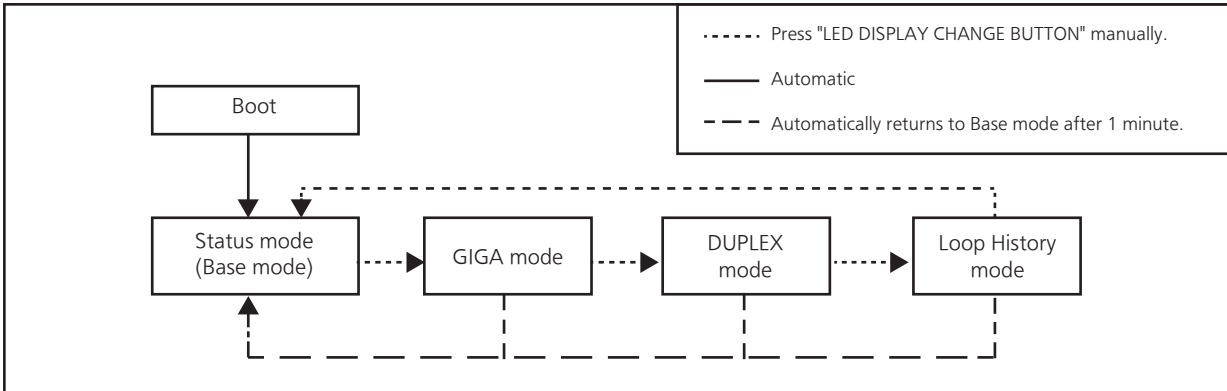 Press "LED DISPLAY CHANGE BUTTON" manually.
Automatic
Automatically returns to Base mode after 1 minute.
Boot
Status mode
(Base mode)
GIGA mode
DUPLEX
mode
Loop History
mode